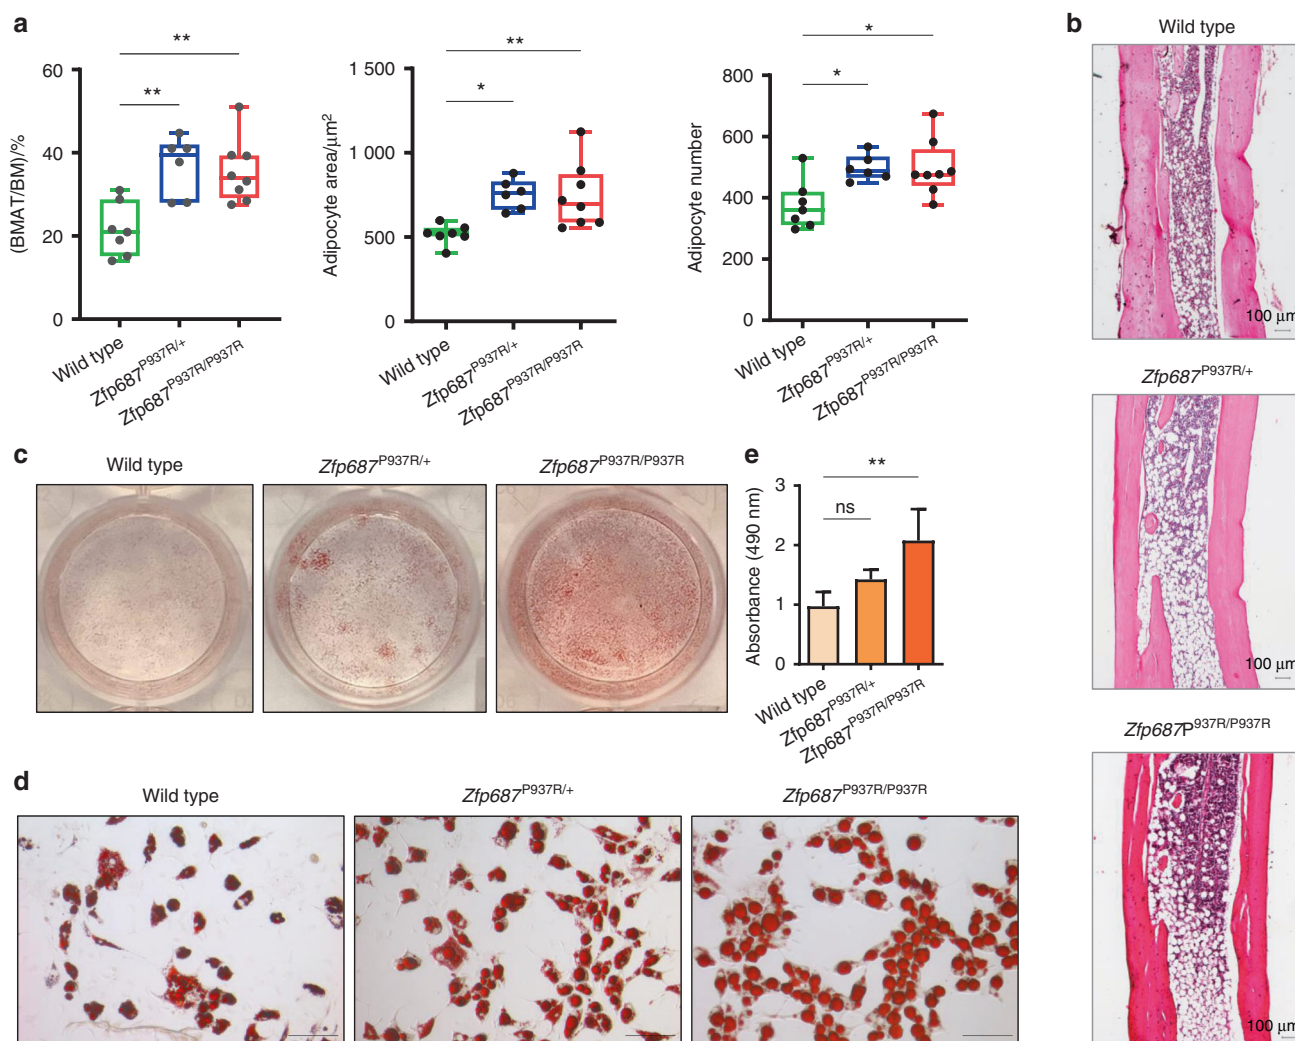 a
**
**
60
40
20
0
(BMAT/BM)/%
Wild type
Zfp687P937R/+
Zfp687P937R/P937R
**
*
1 500
1 000
500
0
Adipocyte area/μm2
Wild type
Zfp687P937R/+
Zfp687P937R/P937R
*
*
800
600
400
200
0
Adipocyte number
Wild type
Zfp687P937R/+
Zfp687P937R/P937R
b
Wild type
100 μm
Zfp687P937R/+
100 μm
Zfp687P937R/P937R
100 μm
c
Wild type
Zfp687P937R/+
Zfp687P937R/P937R
e
**
ns
3
2
1
0
Absorbance (490 nm)
Wild type
Zfp687P937R/+
Zfp687P937R/P937R
d
Wild type
Zfp687P937R/+
Zfp687P937R/P937R